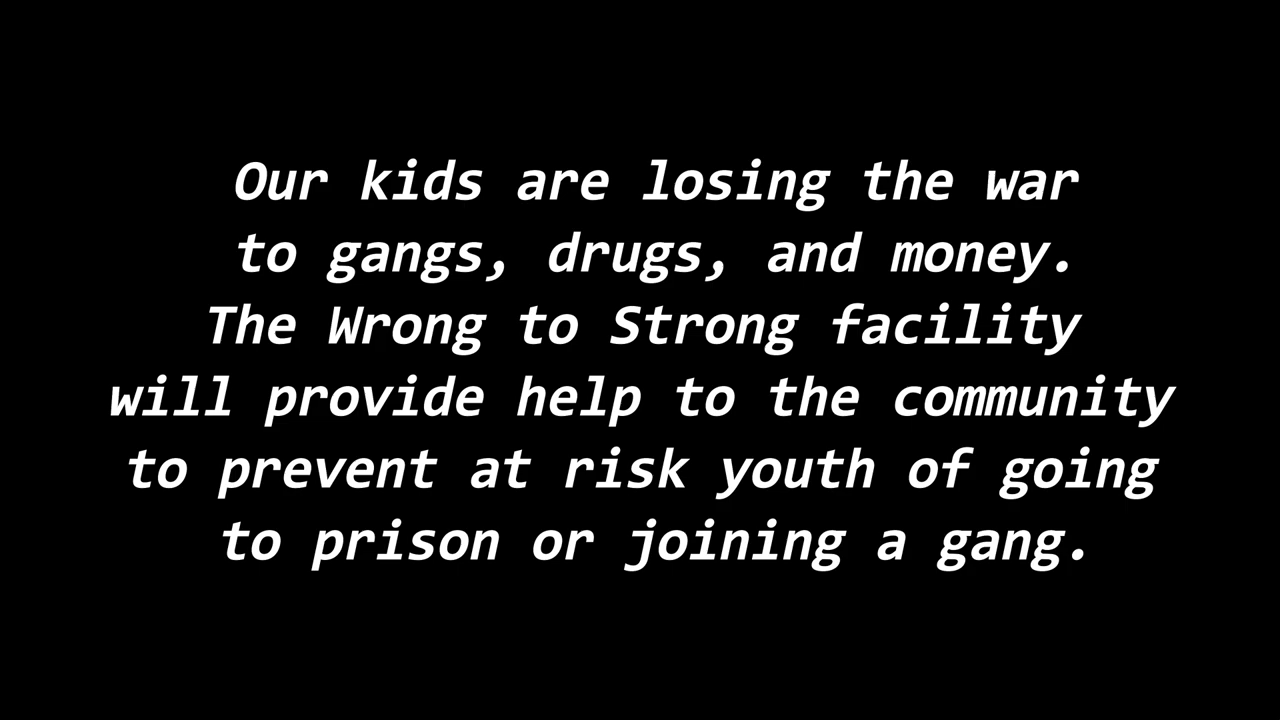 Our kids are losing the war
to gangs, drugs, and money.
The Wrong to Strong facility
will provide help to the community
to prevent at risk youth of going
to prison or joining a gang.